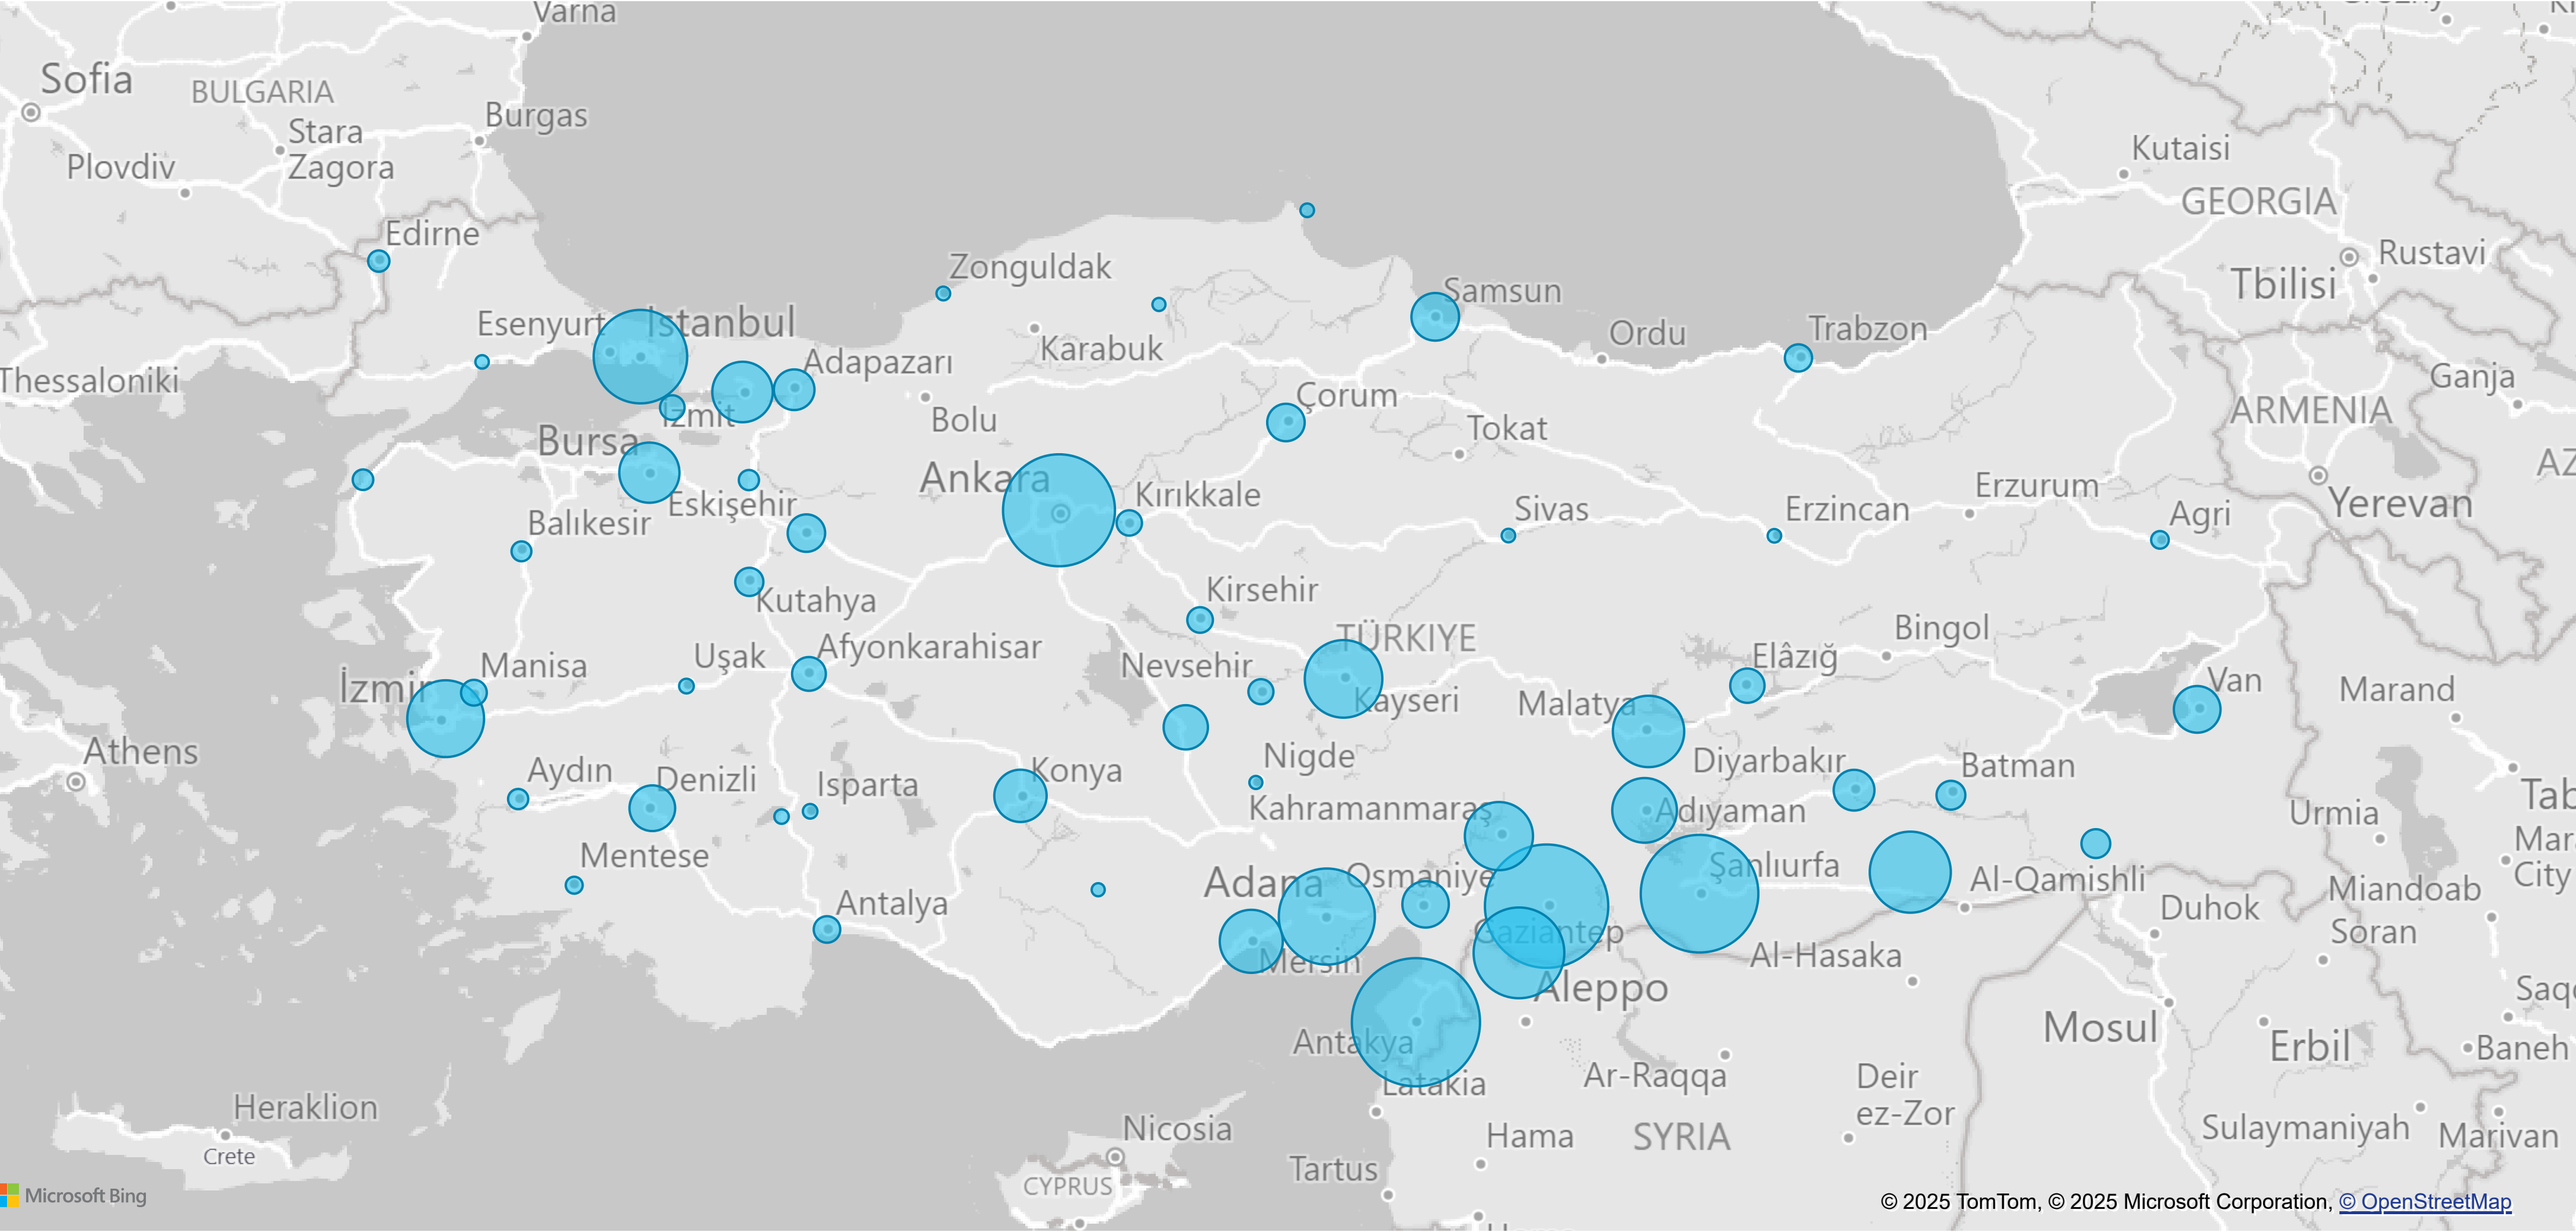 Varna
Sofia
BULGARIA
Burgas
Stara
Zagora
Plovdiv
Kutaisi
GEORGIA
Edirne
Rustavi
Tbilisi
Zonguldak
Samsun
Esenyurt
Istanbul
Ordu
Trabzon
Karabuk
Adapazarı
Thessaloniki
Ganja
Çorum
İzmit
Bolu
ARMENIA
Tokat
Bursa
Ankara
Kırıkkale
Eskişehir
Erzurum
Yerevan
Balıkesir
Sivas
Erzincan
Agri
Kirsehir
Kutahya
TÜRKIYE
Bingol
Afyonkarahisar
Uşak
Elâzığ
Manisa
Nevsehir
İzmir
Kayseri
Malatya
Van
Marand
Athens
Nigde
Diyarbakır
Batman
Aydın
Denizli
Isparta
Konya
Kahramanmaraş
Adıyaman
Urmia
Mentese
Şanlıurfa
Adana
Osmaniye
Al-Qamishli
Miandoab
City
Antalya
Duhok
Gaziantep
Soran
Mersin
Al-Hasaka
Aleppo
Mosul
Antakya
Erbil
Baneh
Latakia
Ar-Raqqa
Deir
ez-Zor
Heraklion
Nicosia
Hama
SYRIA
Sulaymaniyah
Marivan
Crete
Tartus
CYPRUS
Microsoft Bing
© 2025 TomTom, © 2025 Microsoft Corporation, © OpenStreetMap